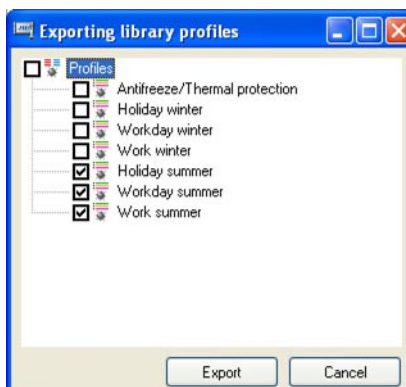 Exporting library profiles
Profiles
Antifreeze/Thermal protection
Holiday winter
Workday winter
Work winter
Holiday summer
Workday summer
Work summer
Export
Cancel